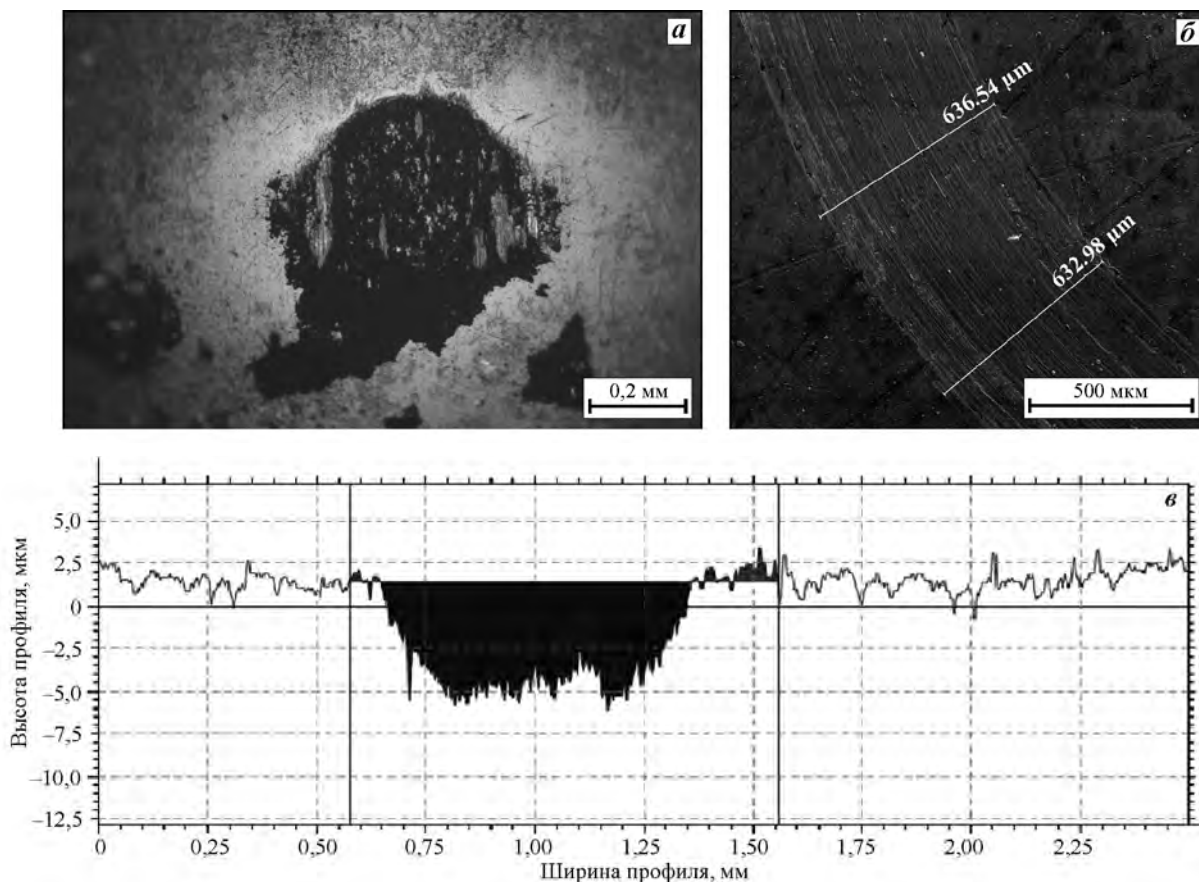 а
0,2 мм
б
636.54 µm
632.98 µm
500 мкм
в
Высота профиля, мкм
5,0
2,5
0
–2,5
–5,0
–7,5
–10,0
–12,5
0 0,25 0,50 0,75 1,00 1,25 1,50 1,75 2,00 2,25
Ширина профиля, мм